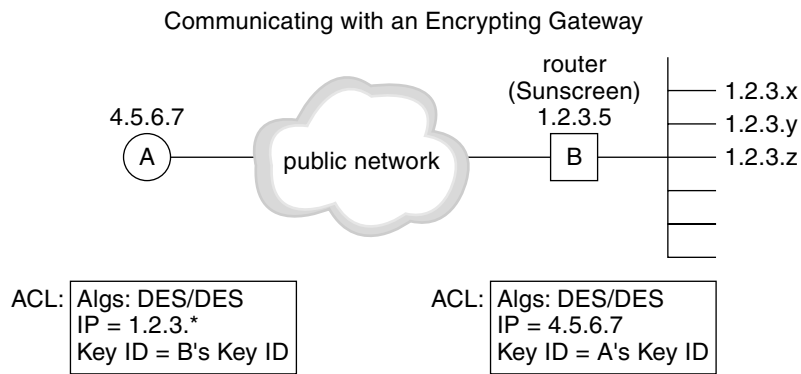 Communicating with an Encrypting Gateway
router
(Sunscreen)
1.2.3.5
4.5.6.7
A
public network
B
1.2.3.x
1.2.3.y
1.2.3.z
ACL:
Algs: DES/DES
IP = 1.2.3.*
Key ID = B's Key ID
ACL:
Algs: DES/DES
IP = 4.5.6.7
Key ID = A's Key ID